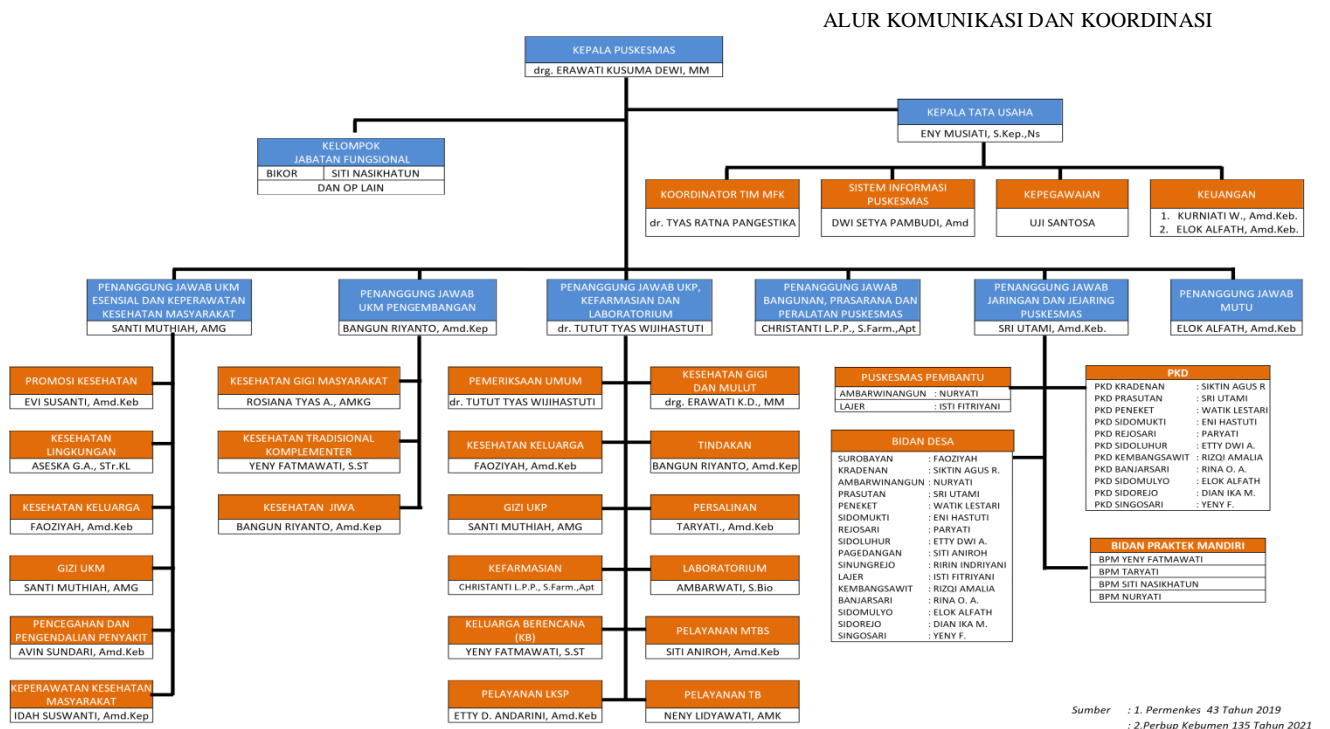 ALUR KOMUNIKASI DAN KOORDINASI
KEPALA PUSKESMAS
drg. ERAWATI KUSUMA DEWI, MM
KEPALA TATA USAHA
ENY MUSIATI, S.Kep.,Ns
KELOMPOK
JABATAN FUNGSIONAL
BIKOR SITI NASIKHATUN
DAN OP LAIN
KOORDINATOR TIM MFK
dr. TYAS RATNA PANGESTIKA
SISTEM INFORMASI
PUSKESMAS
DWI SETYA PAMBUDI, Amd
KEPEGAWAIAN
UJI SANTOSA
KEUANGAN
1. KURNIATI W., Amd.Keb.
2. ELOK ALFATH, Amd.Keb.
PENANGGUNG JAWAB UKM
ESENSIAL DAN KEPERAWATAN
KESEHATAN MASYARAKAT
SANTI MUTHIAH, AMG
PENANGGUNG JAWAB
UKM PENGEMBANGAN
BANGUN RIYANTO, Amd.Kep
PENANGGUNG JAWAB UKP,
KEFARMASIAN DAN
LABORATORIUM
dr. TUTUT TYAS WIJIHASTUTI
PENANGGUNG JAWAB
BANGUNAN, PRASARANA DAN
PERALATAN PUSKESMAS
CHRISTANTI L.P.P., S.Farm.,Apt
PENANGGUNG JAWAB
JARINGAN DAN JEJARING
PUSKESMAS
SRI UTAMI, Amd.Keb.
PENANGGUNG JAWAB
MUTU
ELOK ALFATH, Amd.Keb
PROMOSI KESEHATAN
EVI SUSANTI, Amd.Keb
KESEHATAN
LINGKUNGAN
ASESKA G.A., STr.KL
KESEHATAN KELUARGA
FAOZIYAH, Amd.Keb
GIZI UKM
SANTI MUTHIAH, AMG
PENCEGAHAN DAN
PENGENDALIAN PENYAKIT
AVIN SUNDARI, Amd.Keb
KEPERAWATAN KESEHATAN
MASYARAKAT
IDAH SUSWANTI, Amd.Kep
KESEHATAN GIGI MASYARAKAT
ROSIANA TYAS A., AMKG
KESEHATAN TRADISIONAL
KOMPLEMENTER
YENY FATMAWATI, S.ST
KESEHATAN JIWA
BANGUN RIYANTO, Amd.Kep
PEMERIKSAAN UMUM
dr. TUTUT TYAS WIJIHASTUTI
KESEHATAN KELUARGA
FAOZIYAH, Amd.Keb
GIZI UKP
SANTI MUTHIAH, AMG
KEFARMASIAN
CHRISTANTI L.P.P., S.Farm.,Apt
KELUARGA BERENCANA
(KB)
YENY FATMAWATI, S.ST
PELAYANAN LKSP
ETTY D. ANDARINI, Amd.Keb
KESEHATAN GIGI
DAN MULUT
drg. ERAWATI K.D., MM
TINDAKAN
BANGUN RIYANTO, Amd.Kep
PERSALINAN
TARYATI., Amd.Keb
LABORATORIUM
AMBARWATI, S.Bio
PELAYANAN MTBS
SITI ANIROH, Amd.Keb
PELAYANAN TB
NENY LIDYAWATI, AMK
PUSKESMAS PEMBANTU
AMBARWINANGUN : NURYATI
LAJER : ISTI FITRIYANI
BIDAN DESA
SUROBAYAN : FAOZIYAH
KRADENAN : SIKTIN AGUS R.
AMBARWINANGUN : NURYATI
PRASUTAN : SRI UTAMI
PENEKET : WATIK LESTARI
SIDOMUKTI : ENI HASTUTI
REJOSARI : PARYATI
SIDOLUHUR : ETTY DWI A.
PAGEDANGAN : SITI ANIROH
SINUNGREJO : RIRIN INDRIYANI
LAJER : ISTI FITRIYANI
KEMBANGSAWIT : RIZQI AMALIA
BANJARSARI : RINA O. A.
SIDOMULYO : ELOK ALFATH
SIDOREJO : DIAN IKA M.
SINGOSARI : YENY F.
PKD
PKD KRADENAN : SIKTIN AGUS R
PKD PRASUTAN : SRI UTAMI
PKD PENEKET : WATIK LESTARI
PKD SIDOMUKTI : ENI HASTUTI
PKD REJOSARI : PARYATI
PKD SIDOLUHUR : ETTY DWI A.
PKD KEMBANGSAWIT : RIZQI AMALIA
PKD BANJARSARI : RINA O. A.
PKD SIDOMULYO : ELOK ALFATH
PKD SIDOREJO : DIAN IKA M.
PKD SINGOSARI : YENY F.
BIDAN PRAKTEK MANDIRI
BPM YENY FATMAWATI
BPM TARYATI
BPM SITI NASIKHATUN
BPM NURYATI
Sumber : 1. Permenkes 43 Tahun 2019
: 2.Perbup Kebumen 135 Tahun 2021